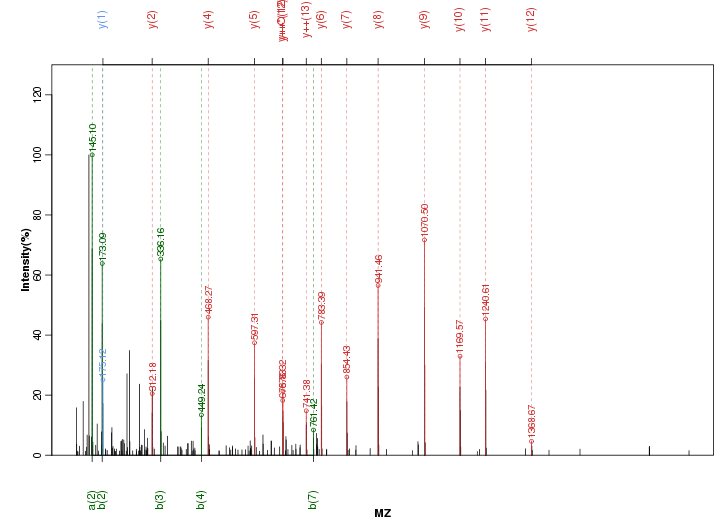 y(1)
y(2)
y(4)
y(5)
y++(13)
y(6)
y(7)
y(8)
y(9)
y(10)
y(11)
y(12)
Intensity(%)
0
20
40
60
80
100
120
145.10
173.09
175.12
312.18
336.16
449.24
468.27
597.31
741.38
761.42
783.39
854.43
941.46
1070.50
1169.57
1240.61
1368.67
a(2)
b(2)
b(3)
b(4)
b(7)
MZ